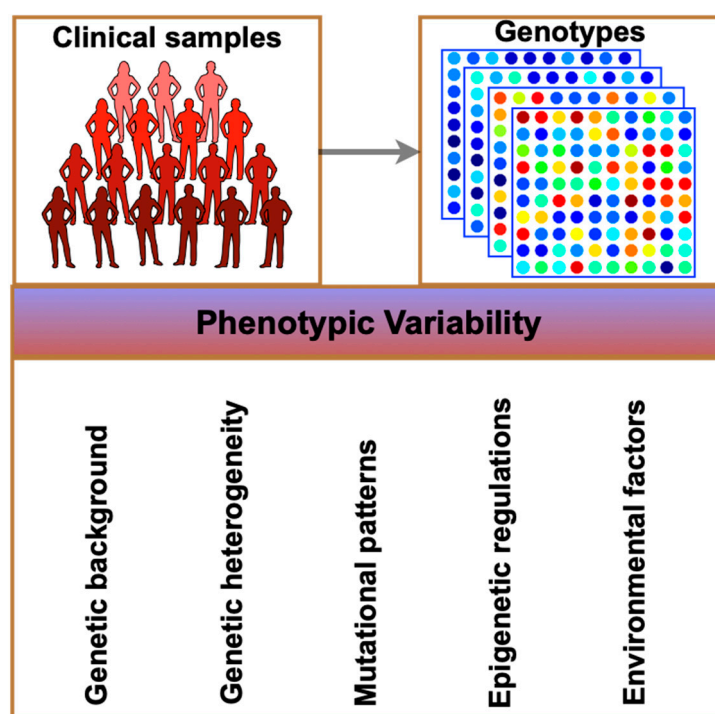 Clinical samples
Genotypes
Phenotypic Variability
Genetic background
Genetic heterogeneity
Mutational patterns
Epigenetic regulations
Environmental factors